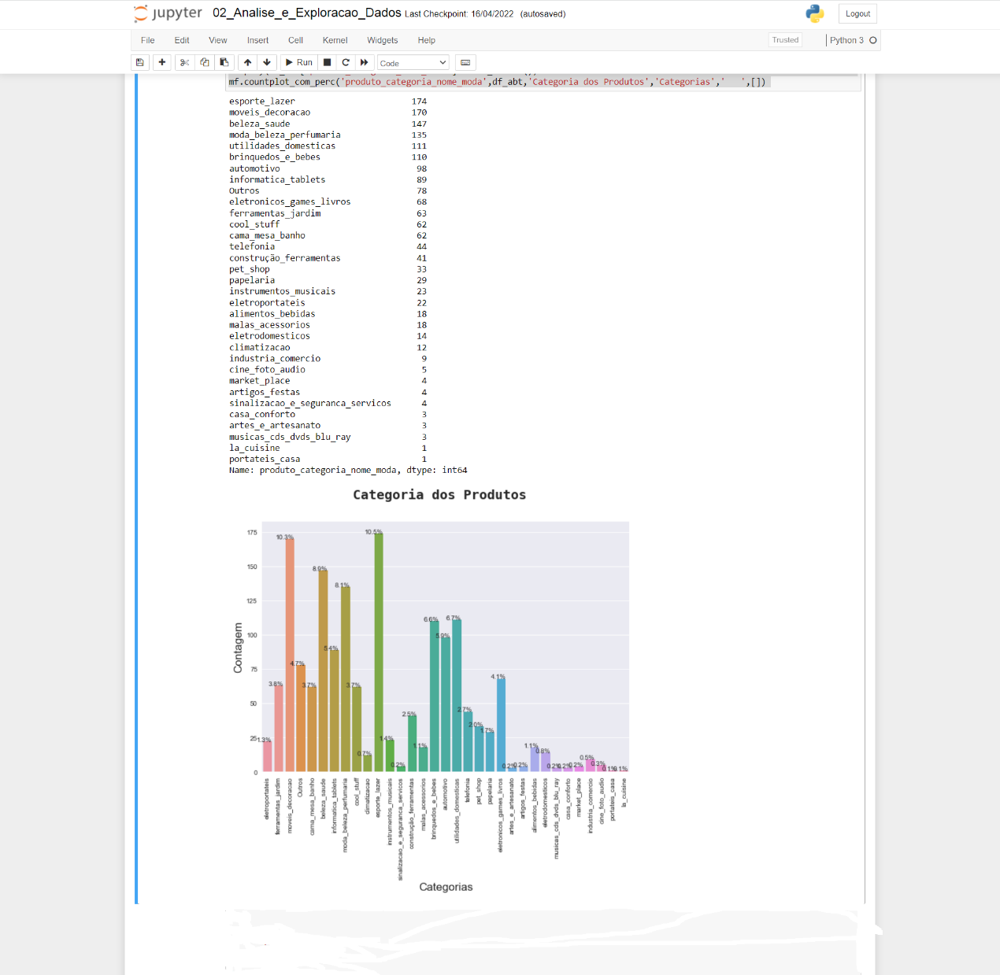 jupyter 02_Analise_e_Exploracao_Dados Last Checkpoint: 16/04/2022 (autosaved) Logout
File Edit View Insert Cell Kernel Widgets Help Trusted Python 3
Run Code
mf.countplot_com_perc('produto_categoria_nome_moda',df_abt,'Categoria dos Produtos','Categorias','   ',[])
esporte_lazer 174
moveis_decoracao 170
beleza_saude 147
moda_beleza_perfumaria 135
utilidades_domesticas 111
brinquedos_e_bebes 110
automotivo 98
informatica_tablets 89
Outros 78
eletronicos_games_livros 68
ferramentas_jardim 63
cool_stuff 62
cama_mesa_banho 62
telefonia 44
construção_ferramentas 41
pet_shop 33
papelaria 29
instrumentos_musicais 23
eletroportateis 22
alimentos_bebidas 18
malas_acessorios 18
eletrodomesticos 14
climatizacao 12
industria_comercio 9
cine_foto_audio 5
market_place 4
artigos_festas 4
sinalizacao_e_seguranca_servicos 4
casa_conforto 3
artes_e_artesanato 3
musicas_cds_dvds_blu_ray 3
la_cuisine 1
portateis_casa 1
Name: produto_categoria_nome_moda, dtype: int64
Categoria dos Produtos
Contagem
175
150
125
100
75
50
25
0
1.3%
3.8%
10.3%
4.7%
3.7%
8.9%
5.4%
8.1%
3.7%
0.7%
10.5%
1.4%
0.2%
2.5%
1.1%
6.6%
5.9%
6.7%
2.7%
2.0%
1.7%
4.1%
0.2%
0.2%
1.1%
0.8%
0.2%
0.2%
0.2%
0.5%
0.3%
0.1%
0.1%
eletroportateis
ferramentas_jardim
moveis_decoracao
Outros
cama_mesa_banho
beleza_saude
informatica_tablets
moda_beleza_perfumaria
cool_stuff
climatizacao
esporte_lazer
instrumentos_musicais
sinalizacao_e_seguranca_servicos
construção_ferramentas
malas_acessorios
brinquedos_e_bebes
automotivo
utilidades_domesticas
telefonia
pet_shop
papelaria
eletronicos_games_livros
artes_e_artesanato
artigos_festas
alimentos_bebidas
eletrodomesticos
musicas_cds_dvds_blu_ray
casa_conforto
market_place
industria_comercio
cine_foto_audio
portateis_casa
la_cuisine
Categorias